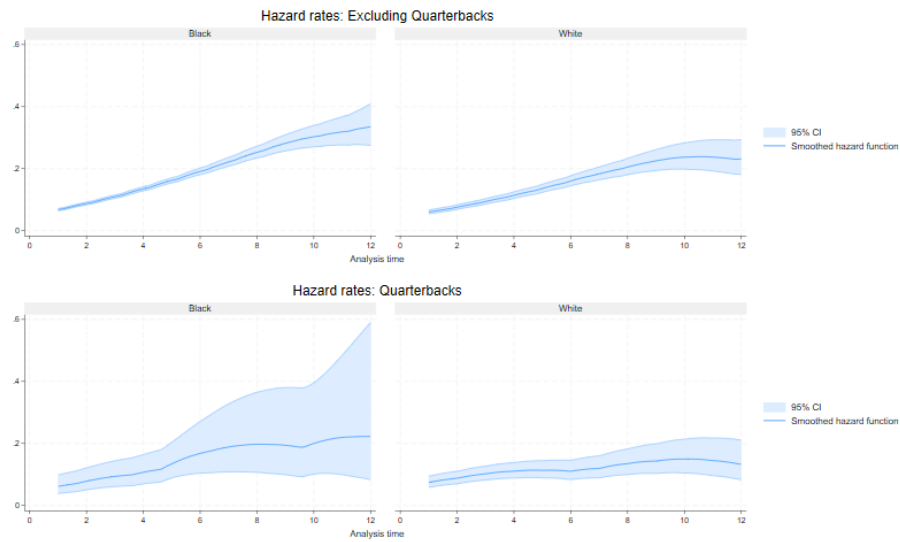 Hazard rates: Excluding Quarterbacks
Black White
.6
.4
.2
0
0 2 4 6 8 10 12 0 2 4 6 8 10 12
Analysis time
95% CI
Smoothed hazard function
Hazard rates: Quarterbacks
Black White
.6
.4
.2
0
0 2 4 6 8 10 12 0 2 4 6 8 10 12
Analysis time
95% CI
Smoothed hazard function